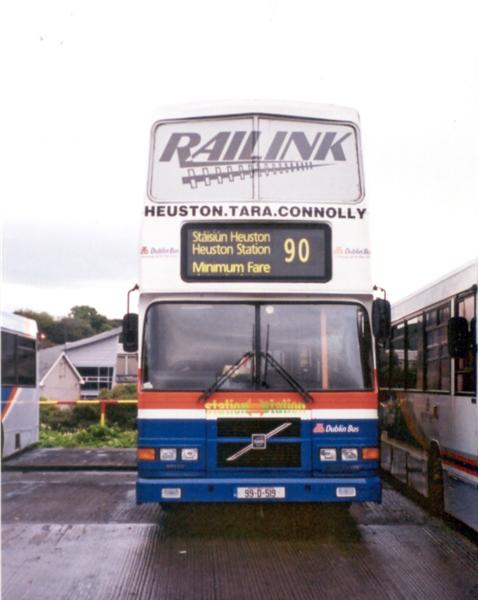 RAILINK
HEUSTON.TARA.CONNOLLY
Stáisiún Heuston
Heuston Station
Minimum Fare
90
Dublin Bus
Dublin Bus
station station
Dublin Bus
99-D-519